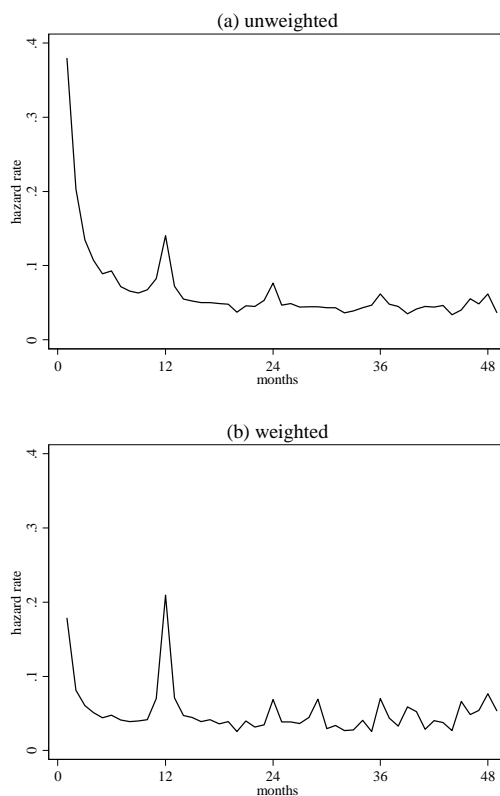 (a) unweighted
.4
.3
.2
.1
0
hazard rate
0 12 24 36 48
months
(b) weighted
.4
.3
.2
.1
0
hazard rate
0 12 24 36 48
months